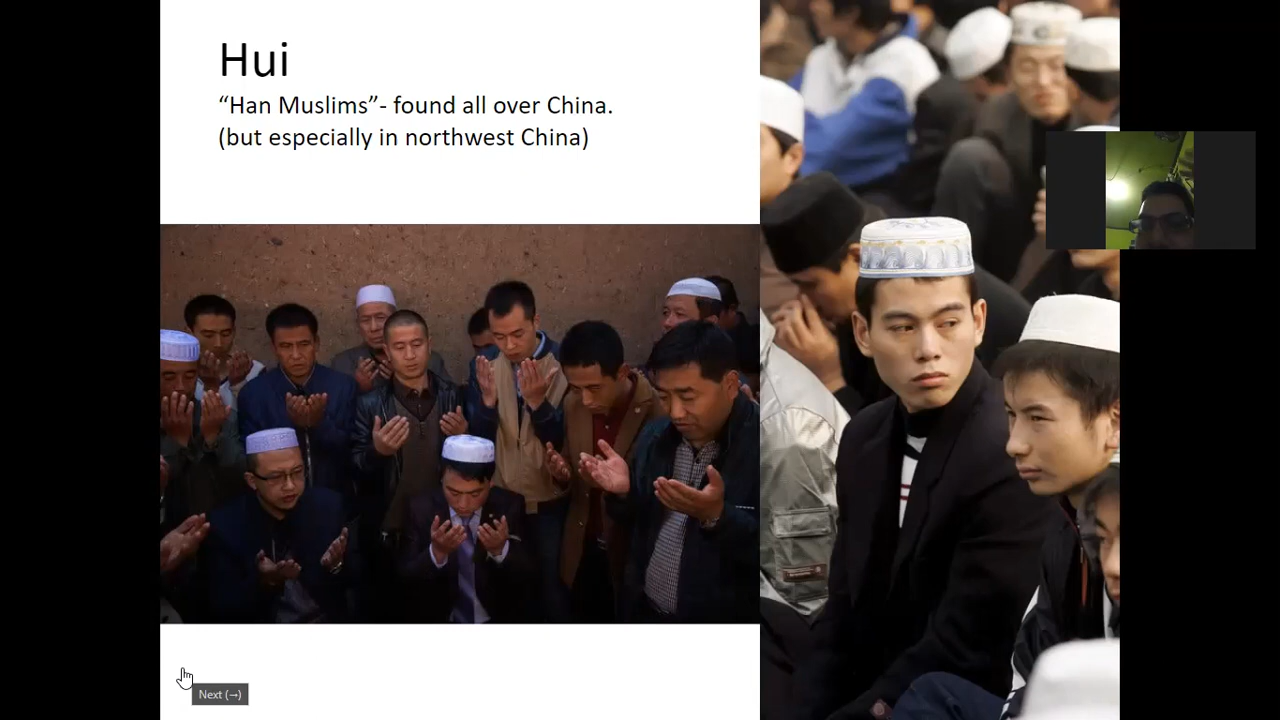 Hui
“Han Muslims”- found all over China.
(but especially in northwest China)
Next (→)